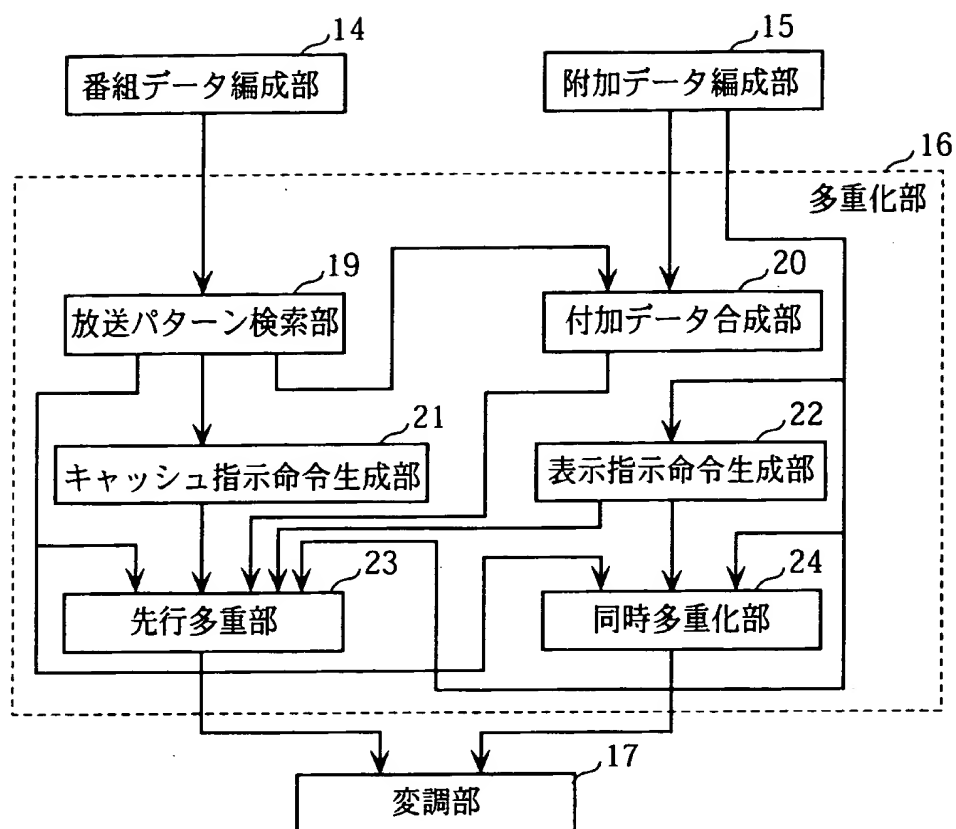 14
番組データ編成部
15
附加データ編成部
16
多重化部
19
放送パターン検索部
20
付加データ合成部
21
キャッシュ指示命令生成部
22
表示指示命令生成部
23
先行多重部
24
同時多重化部
17
変調部